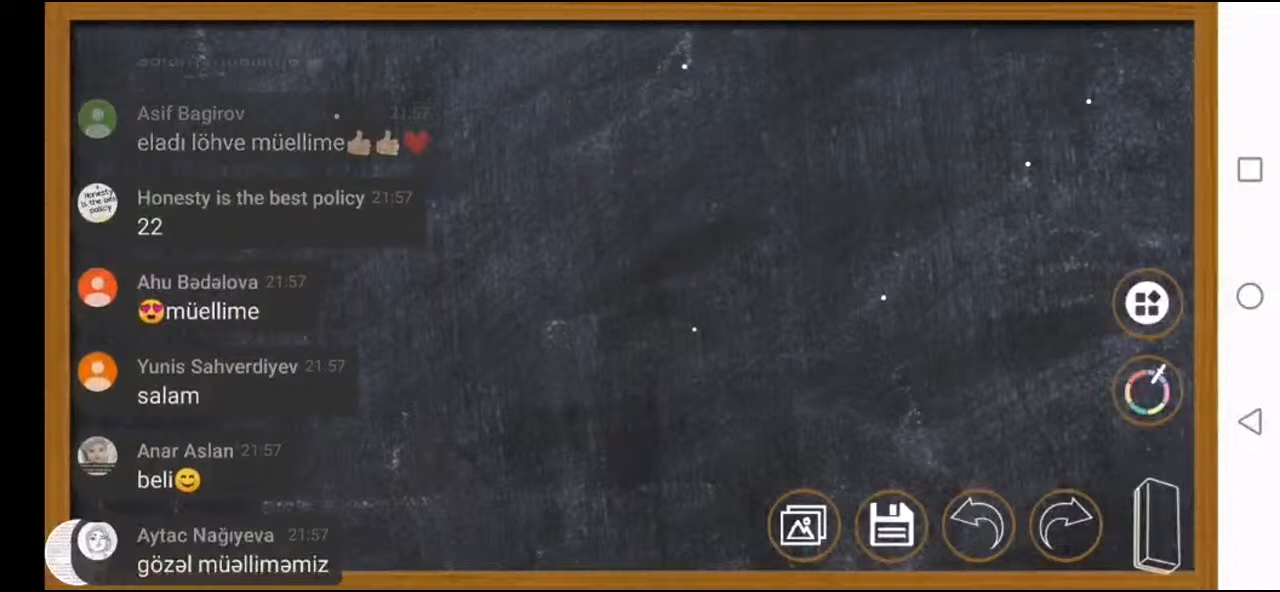 Asif Bagirov 21:57
eladı löhve müellime👍👍❤️
Honesty is the best policy 21:57
22
Ahu Bədəlova 21:57
😍müellime
Yunis Sahverdiyev 21:57
salam
Anar Aslan 21:57
beli😊
Aytac Nağıyeva 21:57
gözəl müəlliməmiz